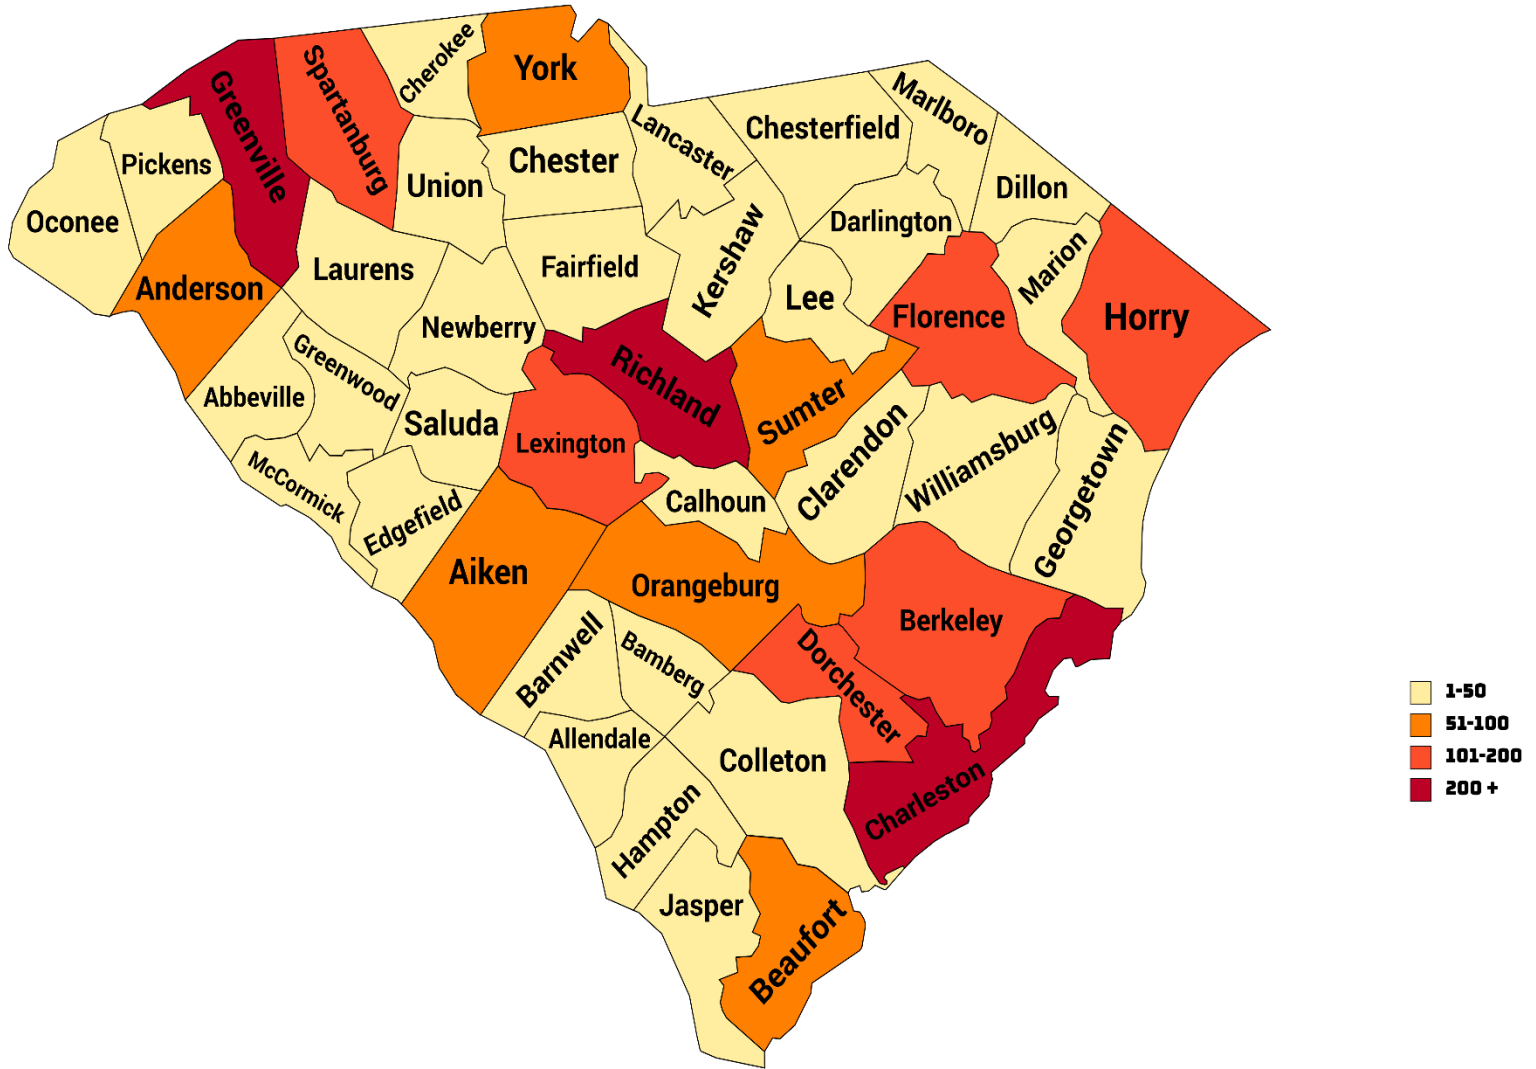 Cherokee
York
Spartanburg
Greenville
Marlboro
Chesterfield
Lancaster
Pickens
Chester
Union
Dillon
Oconee
Darlington
Kershaw
Marion
Laurens
Fairfield
Anderson
Lee
Florence
Horry
Newberry
Greenwood
Richland
Abbeville
Sumter
Saluda
Lexington
Clarendon
Williamsburg
McCormick
Calhoun
Georgetown
Edgefield
Aiken
Orangeburg
Berkeley
Barnwell
Bamberg
Dorchester
1-50
51-100
Allendale
Colleton
101-200
200 +
Charleston
Hampton
Jasper
Beaufort